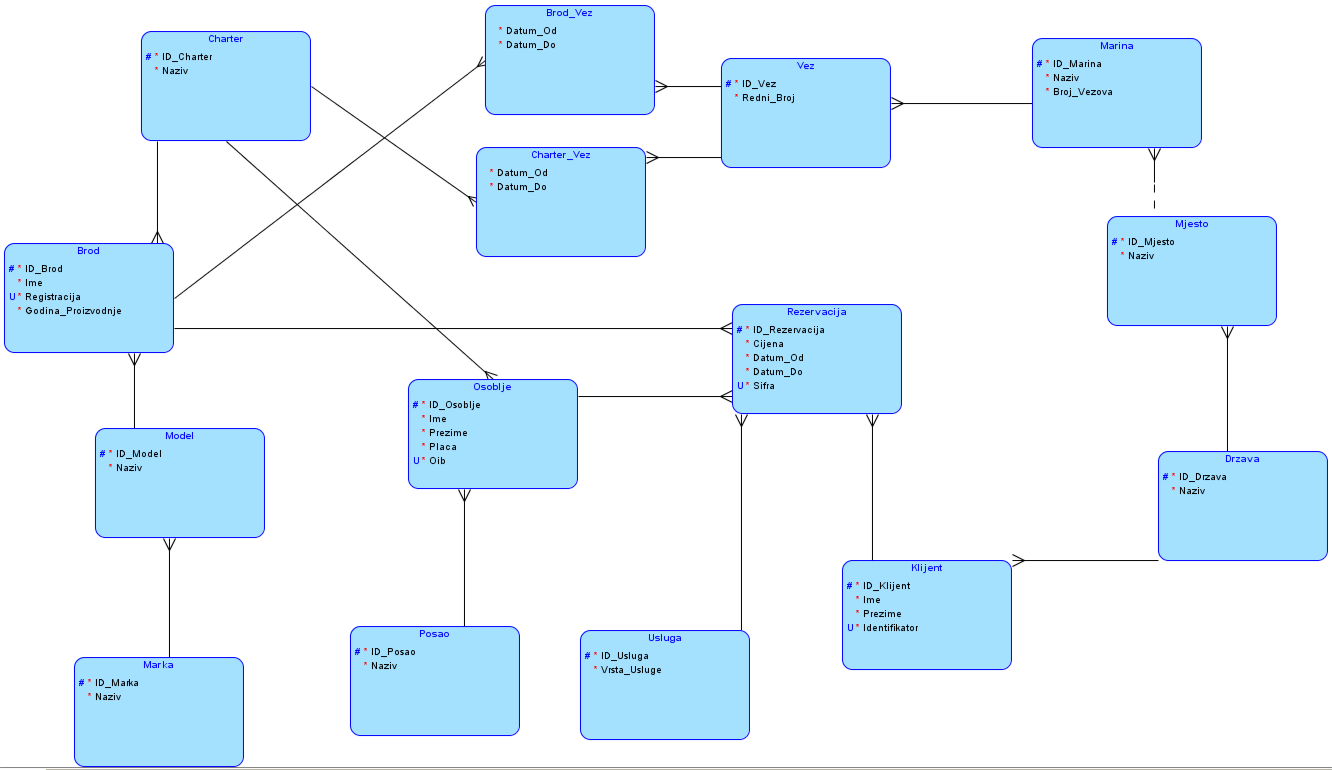 Charter
# * ID_Charter
* Naziv
Brod_Vez
* Datum_Od
* Datum_Do
Vez
# * ID_Vez
* Redni_Broj
Marina
# * ID_Marina
* Naziv
* Broj_Vezova
Charter_Vez
* Datum_Od
* Datum_Do
Mjesto
# * ID_Mjesto
* Naziv
Brod
# * ID_Brod
* Ime
U * Registracija
* Godina_Proizvodnje
Rezervacija
# * ID_Rezervacija
* Cijena
* Datum_Od
* Datum_Do
U * Sifra
Osoblje
# * ID_Osoblje
* Ime
* Prezime
* Placa
U * Oib
Model
# * ID_Model
* Naziv
Drzava
# * ID_Drzava
* Naziv
Klijent
# * ID_Klijent
* Ime
* Prezime
U * Identifikator
Posao
# * ID_Posao
* Naziv
Usluga
# * ID_Usluga
* Vrsta_Usluge
Marka
# * ID_Marka
* Naziv